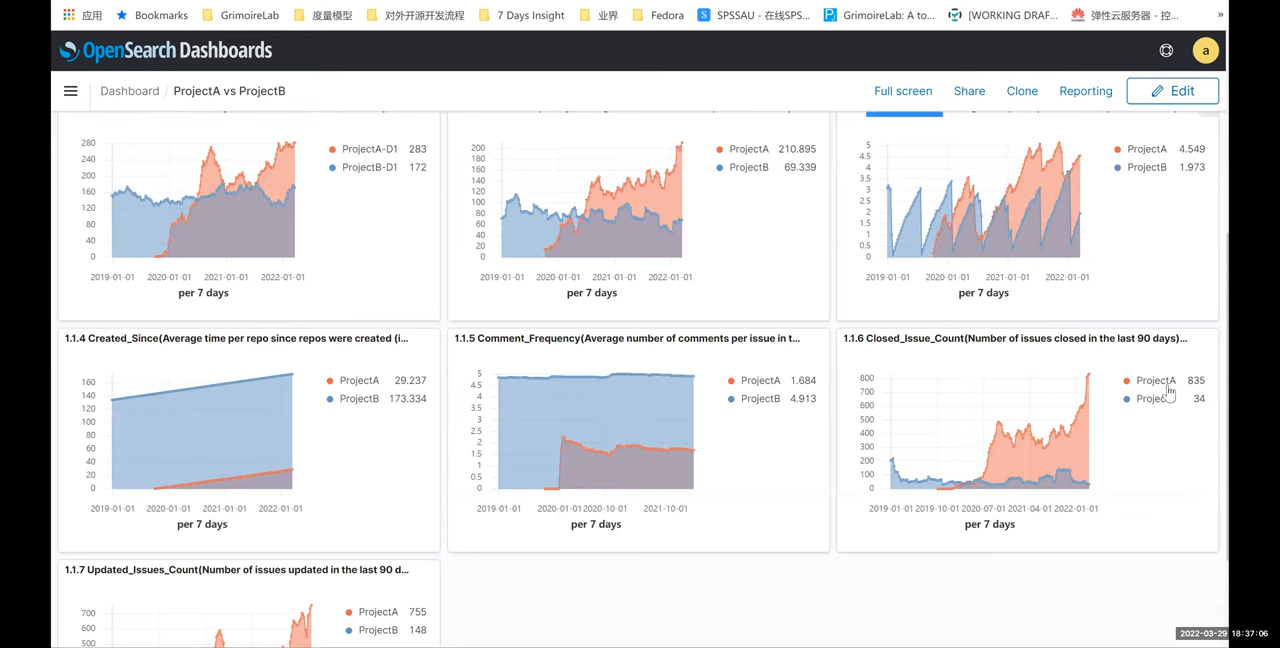 应用 Bookmarks GrimoireLab 度量模型 对外开源开发流程 7 Days Insight 业界 Fedora SPSSAU - 在线SPS... GrimoireLab: A to... [WORKING DRAF... 弹性云服务器 - 控... »
OpenSearch Dashboards a
Dashboard / ProjectA vs ProjectB Full screen Share Clone Reporting Edit
280
240
200
160
120
80
40
0
2019-01-01 2020-01-01 2021-01-01 2022-01-01
per 7 days
ProjectA-D1 283
ProjectB-D1 172
200
180
160
140
120
100
80
60
40
20
0
2019-01-01 2020-01-01 2021-01-01 2022-01-01
per 7 days
ProjectA 210.895
ProjectB 69.339
5
4.5
4
3.5
3
2.5
2
1.5
1
0.5
0
2019-01-01 2020-01-01 2021-01-01 2022-01-01
per 7 days
ProjectA 4.549
ProjectB 1.973
1.1.4 Created_Since(Average time per repo since repos were created (i...
160
140
120
100
80
60
40
20
0
2019-01-01 2020-01-01 2021-01-01 2022-01-01
per 7 days
ProjectA 29.237
ProjectB 173.334
1.1.5 Comment_Frequency(Average number of comments per issue in t...
5
4.5
4
3.5
3
2.5
2
1.5
1
0.5
0
2019-01-01 2020-01-01 2020-10-01 2021-10-01
per 7 days
ProjectA 1.684
ProjectB 4.913
1.1.6 Closed_Issue_Count(Number of issues closed in the last 90 days)...
800
700
600
500
400
300
200
100
0
2019-01-01 2019-10-01 2020-07-01 2021-04-01 2022-01-01
per 7 days
ProjectA 835
34
1.1.7 Updated_Issues_Count(Number of issues updated in the last 90 d...
700
600
500
ProjectA 755
ProjectB 148
2022-03-29 18:37:06